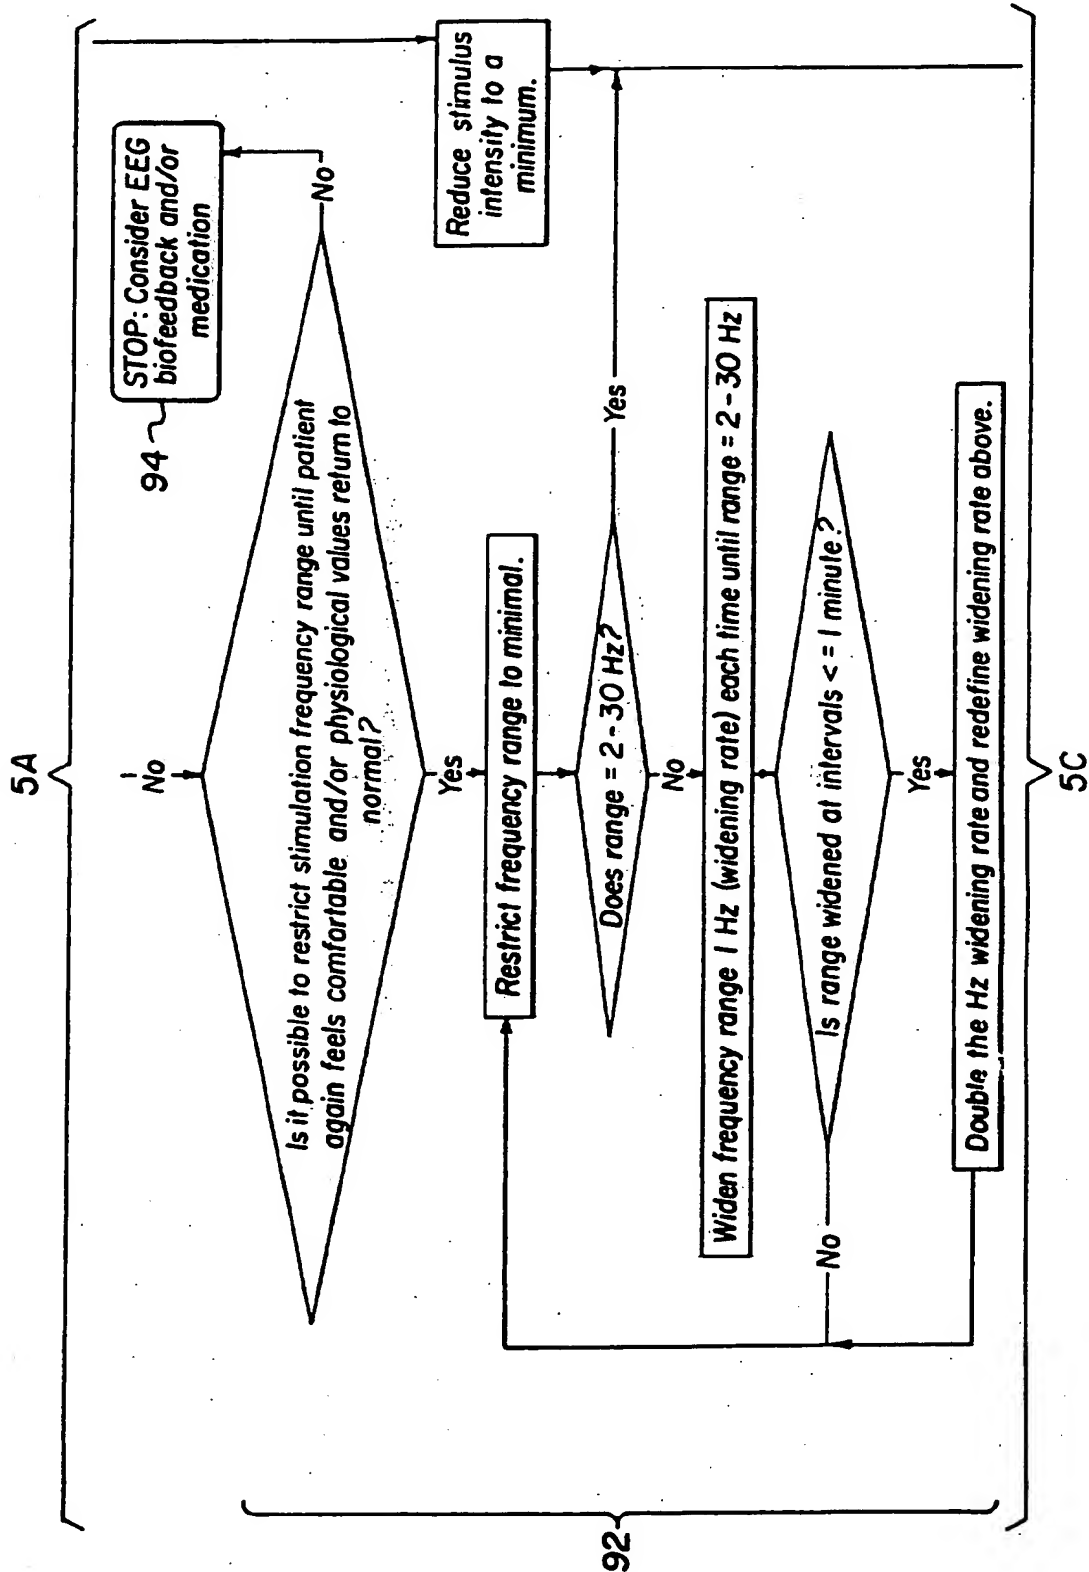 5A
No
STOP: Consider EEG
biofeedback and/or
medication
94
Is it possible to restrict stimulation frequency range until patient
again feels comfortable and/or physiological values return to
normal?
No
Yes
Reduce stimulus
intensity to a
minimum.
Restrict frequency range to minimal.
Does range = 2-30 Hz?
Yes
No
Widen frequency range 1 Hz (widening rate) each time until range = 2-30 Hz
Is range widened at intervals <= 1 minute?
No
Yes
Double the Hz widening rate and redefine widening rate above.
92
5C